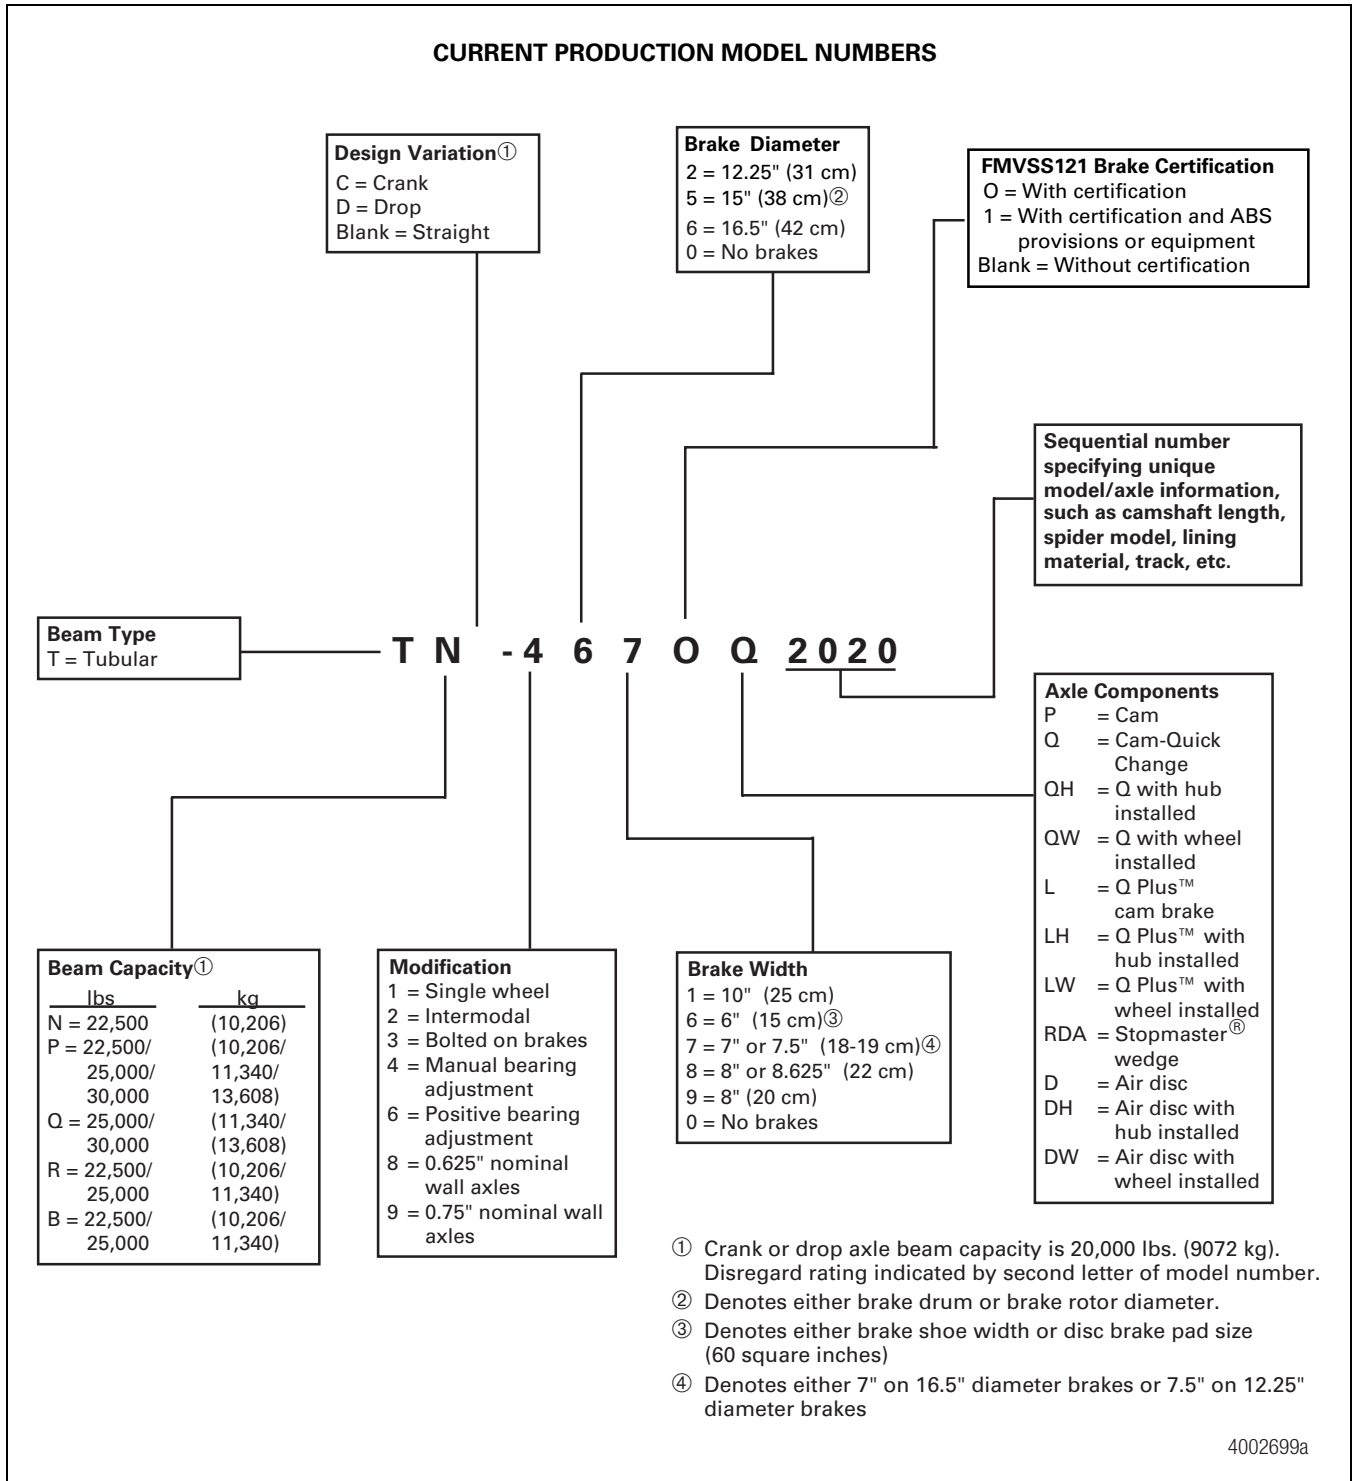 CURRENT PRODUCTION MODEL NUMBERS
Design Variation①
C = Crank
D = Drop
Blank = Straight
Brake Diameter
2 = 12.25" (31 cm)
5 = 15" (38 cm)②
6 = 16.5" (42 cm)
0 = No brakes
FMVSS121 Brake Certification
O = With certification
1 = With certification and ABS
provisions or equipment
Blank = Without certification
Sequential number
specifying unique
model/axle information,
such as camshaft length,
spider model, lining
material, track, etc.
Beam Type
T = Tubular
T N - 4 6 7 O Q 2 0 2 0
Beam Capacity①
lbs kg
N = 22,500 (10,206)
P = 22,500/ (10,206/
25,000/ 11,340/
30,000 13,608)
Q = 25,000/ (11,340/
30,000 (13,608)
R = 22,500/ (10,206/
25,000 11,340)
B = 22,500/ (10,206/
25,000 11,340)
Modification
1 = Single wheel
2 = Intermodal
3 = Bolted on brakes
4 = Manual bearing
adjustment
6 = Positive bearing
adjustment
8 = 0.625" nominal
wall axles
9 = 0.75" nominal wall
axles
Brake Width
1 = 10" (25 cm)
6 = 6" (15 cm)③
7 = 7" or 7.5" (18-19 cm)④
8 = 8" or 8.625" (22 cm)
9 = 8" (20 cm)
0 = No brakes
Axle Components
P = Cam
Q = Cam-Quick
Change
QH = Q with hub
installed
QW = Q with wheel
installed
L = Q Plus™
cam brake
LH = Q Plus™ with
hub installed
LW = Q Plus™ with
wheel installed
RDA = Stopmaster®
wedge
D = Air disc
DH = Air disc with
hub installed
DW = Air disc with
wheel installed
① Crank or drop axle beam capacity is 20,000 lbs. (9072 kg).
Disregard rating indicated by second letter of model number.
② Denotes either brake drum or brake rotor diameter.
③ Denotes either brake shoe width or disc brake pad size
(60 square inches)
④ Denotes either 7" on 16.5" diameter brakes or 7.5" on 12.25"
diameter brakes
4002699a